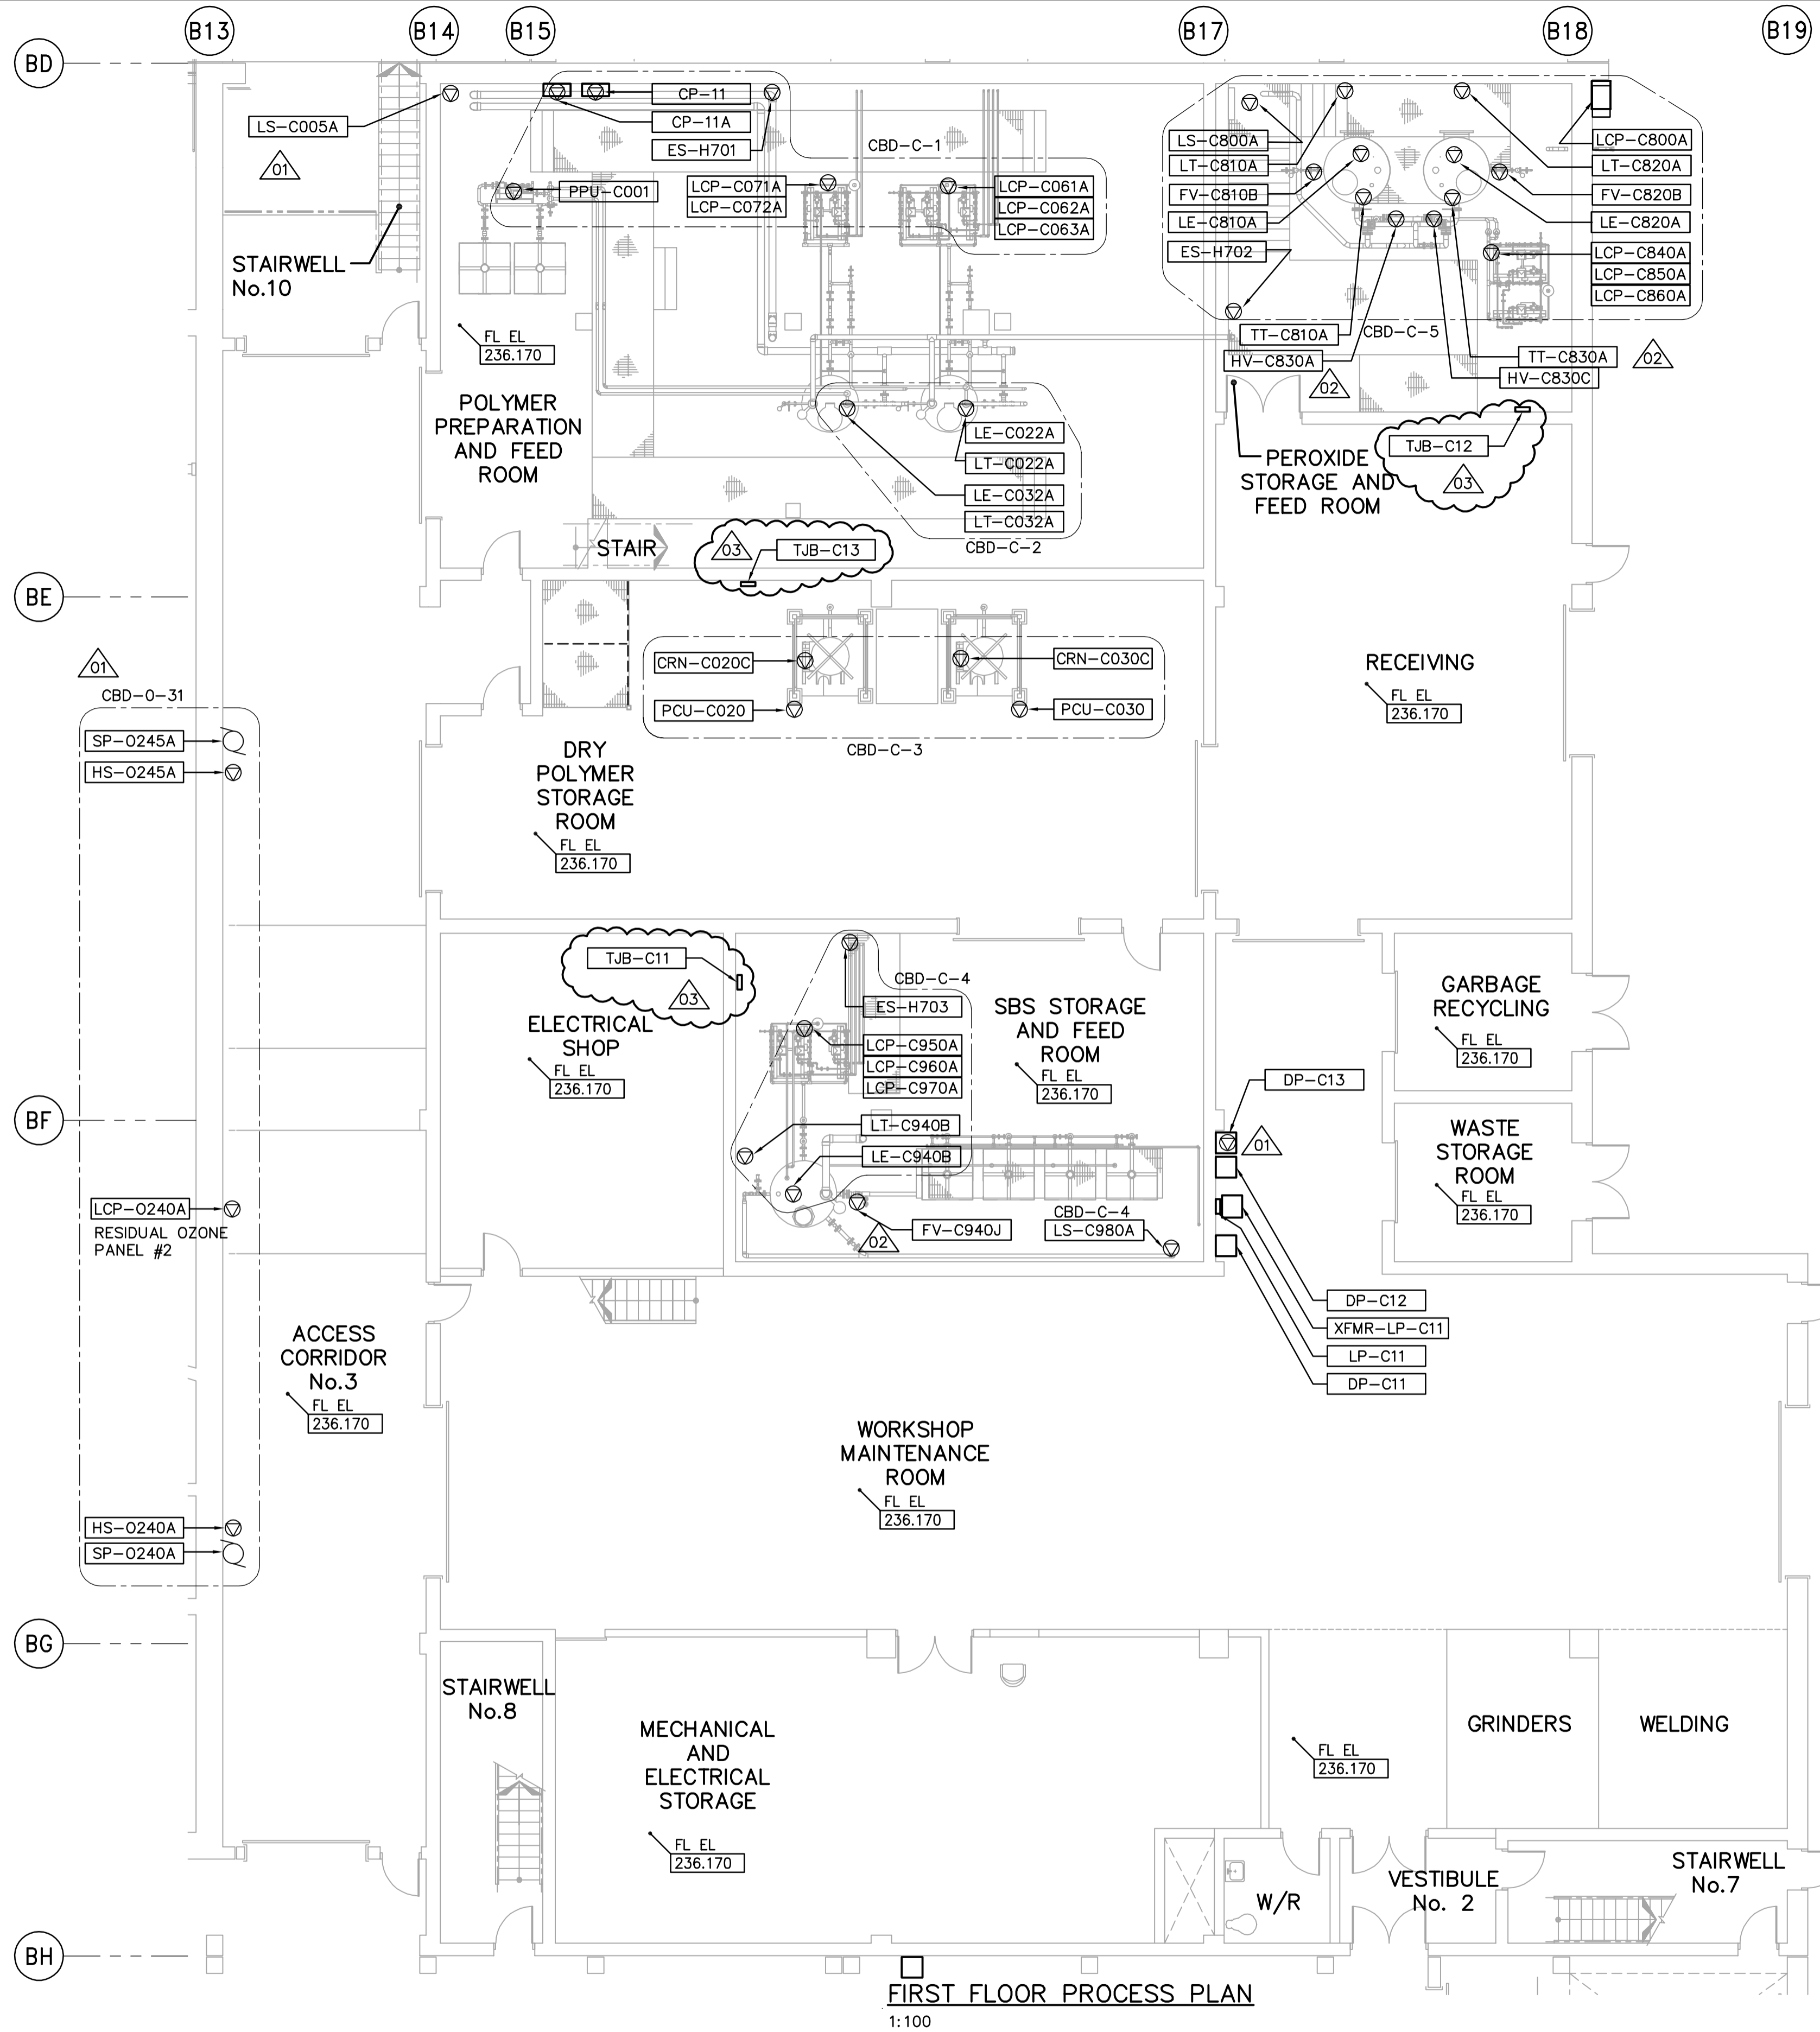 B13
B14
B15
B17
B18
B19
BD
LS-C005A
01
CP-11
CP-11A
ES-H701
CBD-C-1
PPU-C001
LCP-C071A
LCP-C072A
LCP-C061A
LCP-C062A
LCP-C063A
STAIRWELL
No.10
FL EL
236.170
POLYMER
PREPARATION
AND FEED
ROOM
LS-C800A
LT-C810A
FV-C810B
LE-C810A
ES-H702
LCP-C800A
LT-C820A
FV-C820B
LE-C820A
LCP-C840A
LCP-C850A
LCP-C860A
TT-C810A
CBD-C-5
HV-C830A
02
TT-C830A
HV-C830C
02
LE-C022A
LT-C022A
LE-C032A
LT-C032A
CBD-C-2
TJB-C12
03
PEROXIDE
STORAGE AND
FEED ROOM
STAIR
03
TJB-C13
BE
01
CBD-O-31
SP-O245A
HS-O245A
CRN-C020C
CRN-C030C
PCU-C020
PCU-C030
CBD-C-3
RECEIVING
FL EL
236.170
DRY
POLYMER
STORAGE
ROOM
FL EL
236.170
TJB-C11
03
ELECTRICAL
SHOP
FL EL
236.170
CBD-C-4
ES-H703
LCP-C950A
LCP-C960A
LCP-C970A
SBS STORAGE
AND FEED
ROOM
FL EL
236.170
GARBAGE
RECYCLING
FL EL
236.170
DP-C13
01
BF
LT-C940B
LE-C940B
WASTE
STORAGE
ROOM
FL EL
236.170
LCP-O240A
RESIDUAL OZONE
PANEL #2
FV-C940J
02
CBD-C-4
LS-C980A
DP-C12
XFMR-LP-C11
LP-C11
DP-C11
ACCESS
CORRIDOR
No.3
FL EL
236.170
WORKSHOP
MAINTENANCE
ROOM
FL EL
236.170
HS-O240A
SP-O240A
BG
STAIRWELL
No.8
MECHANICAL
AND
ELECTRICAL
STORAGE
FL EL
236.170
FL EL
236.170
GRINDERS
WELDING
W/R
VESTIBULE
No. 2
STAIRWELL
No.7
BH
FIRST FLOOR PROCESS PLAN
1:100